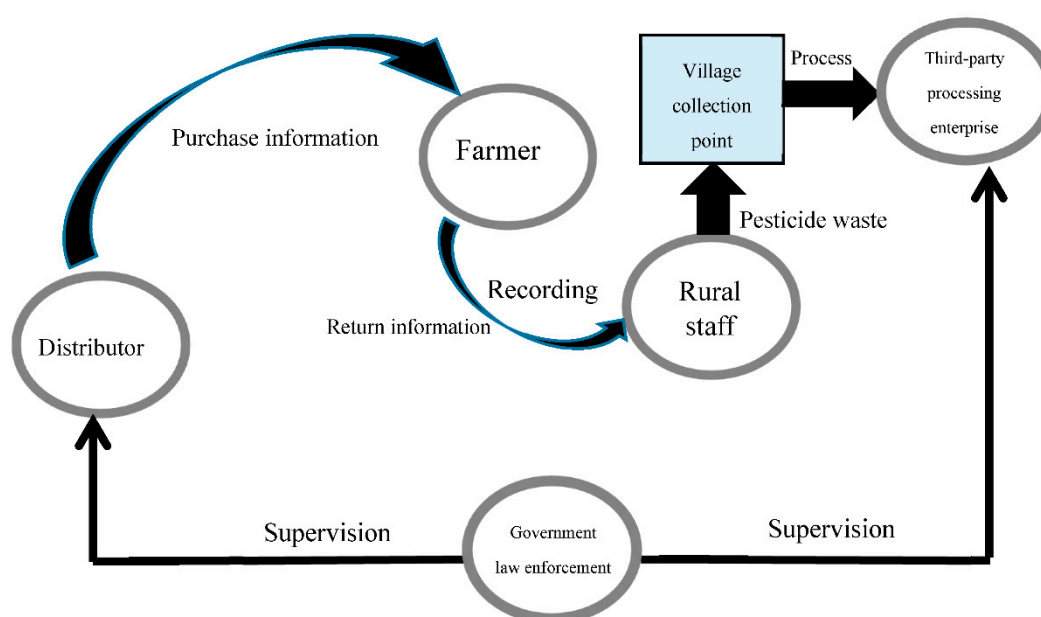 Purchase information
Farmer
Village
collection
point
Process
Third-party
processing
enterprise
Pesticide waste
Recording
Return information
Rural
staff
Distributor
Supervision
Government
law enforcement
Supervision